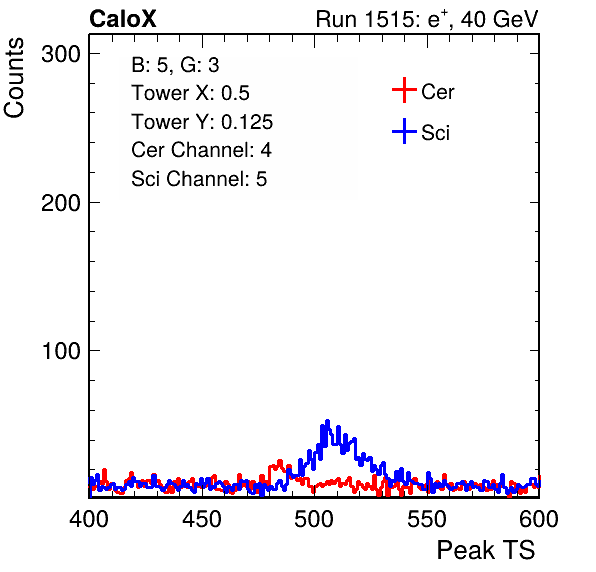 CaloX
Run 1515: e⁺, 40 GeV
Counts
300
200
100
B: 5, G: 3
Tower X: 0.5
Tower Y: 0.125
Cer Channel: 4
Sci Channel: 5
Cer
Sci
400 450 500 550 600
Peak TS